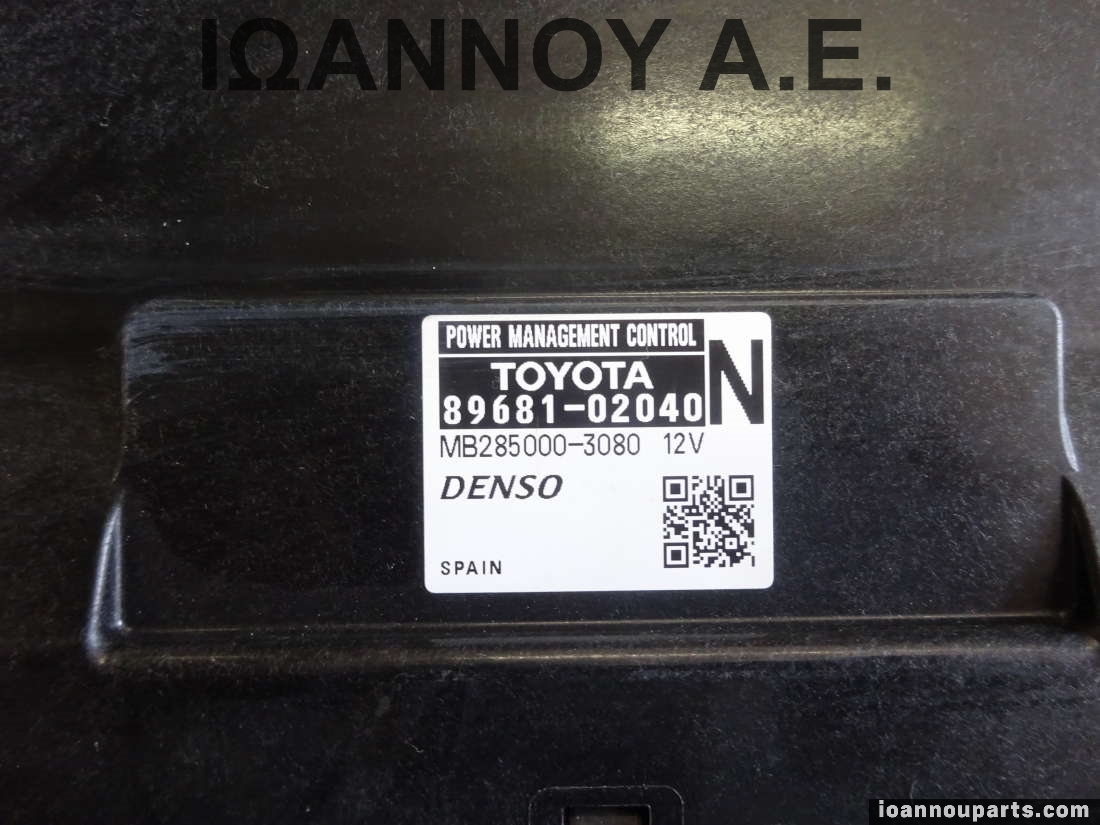 ΙΩΑΝΝΟΥ Α.Ε.
POWER MANAGEMENT CONTROL
TOYOTA
89681-02040
N
MB285000-3080 12V
DENSO
SPAIN
ioannouparts.com